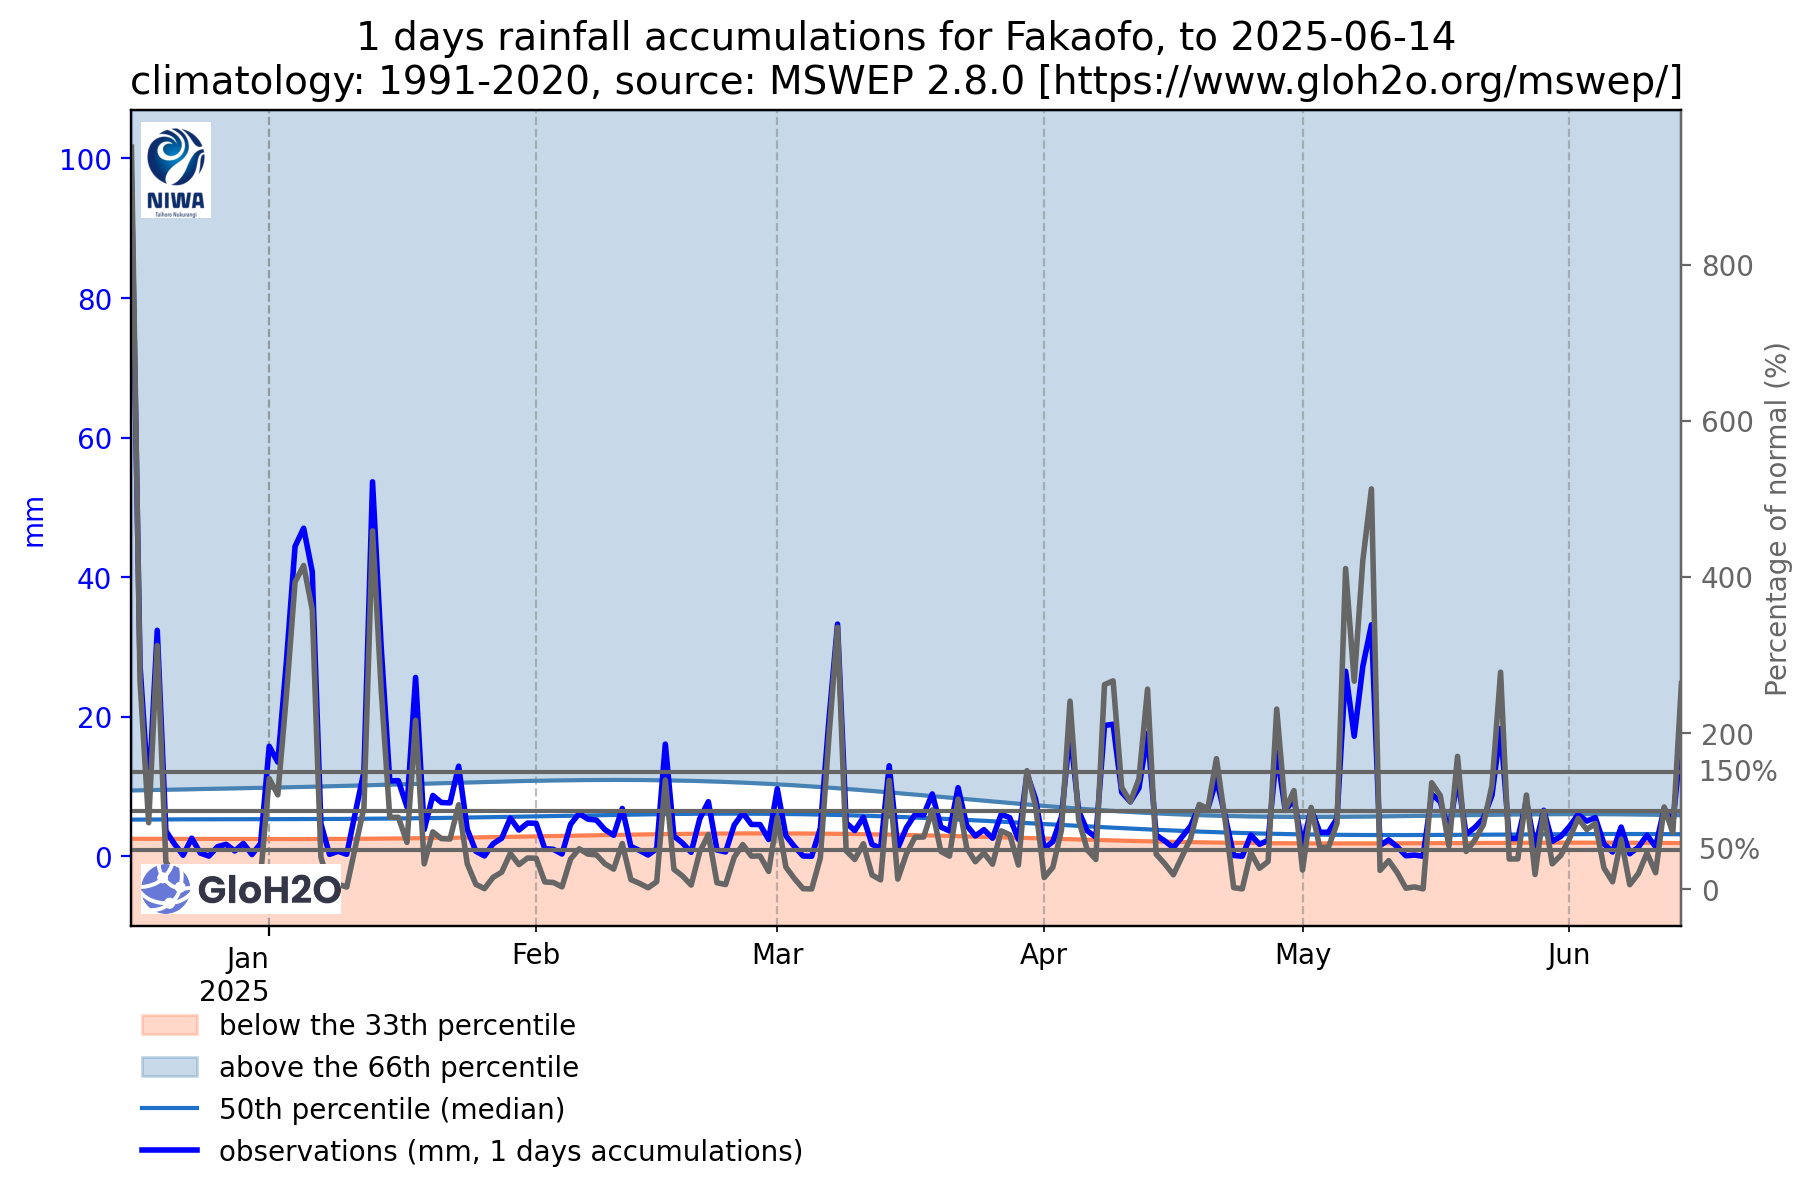 1 days rainfall accumulations for Fakaofo, to 2025-06-14
climatology: 1991-2020, source: MSWEP 2.8.0 [https://www.gloh2o.org/mswep/]
NIWA
Taihoro Nukurangi
100
80
60
40
20
0
mm
800
600
400
200
150%
50%
0
Percentage of normal (%)
GloH2O
Jan
2025
Feb
Mar
Apr
May
Jun
below the 33th percentile
above the 66th percentile
50th percentile (median)
observations (mm, 1 days accumulations)